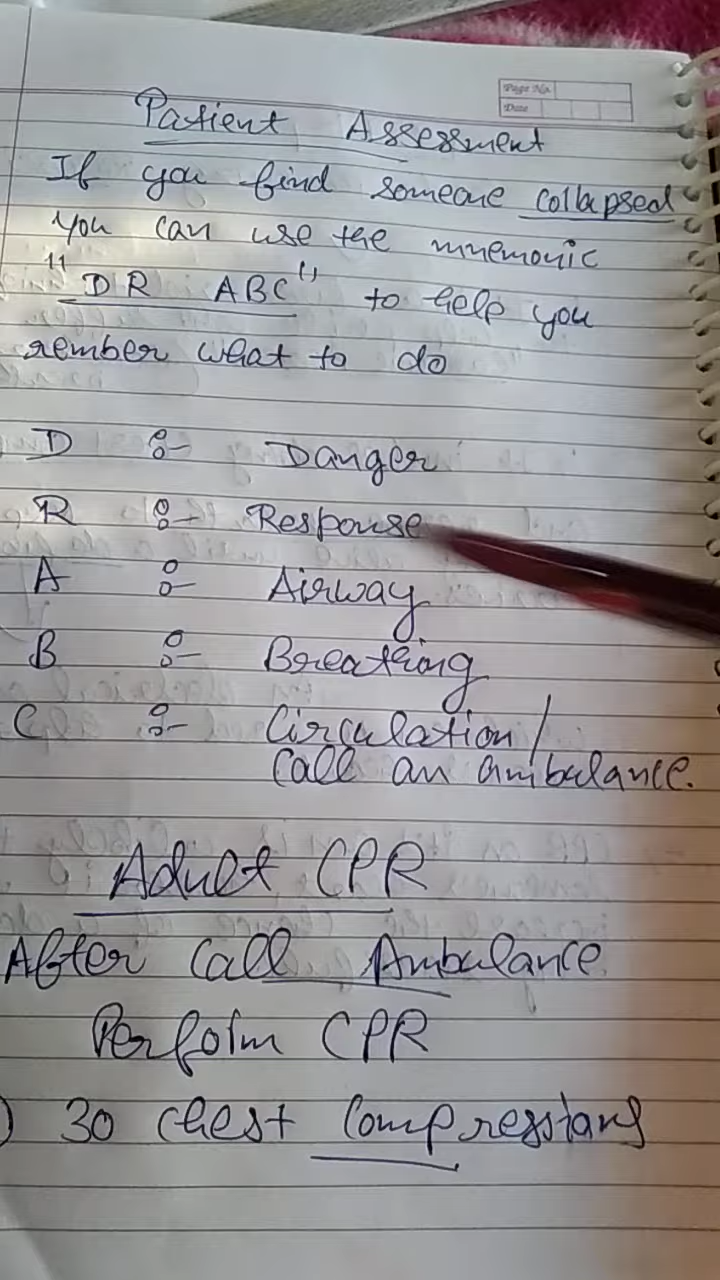 Page No.
Date
Patient Assessment
If you find someone collapsed
you can use the mnemonic
"DR ABC" to help you
rember what to do
D :- Danger
R :- Response
A :- Airway
B :- Breathing
C :- Circulation/
Call an ambulance.
Adult CPR
After Call Ambulance
Perform CPR
) 30 chest compressions